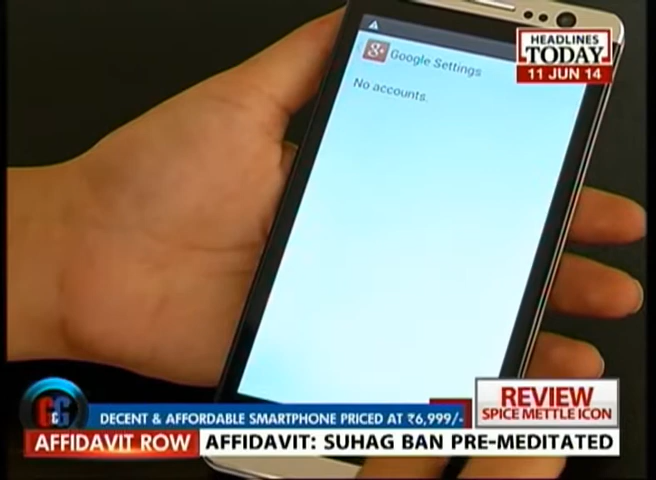 HEADLINES
TODAY
11 JUN 14
Google Settings
No accounts.
REVIEW
SPICE METTLE ICON
G&G
DECENT & AFFORDABLE SMARTPHONE PRICED AT ₹6,999/-
AFFIDAVIT ROW
AFFIDAVIT: SUHAG BAN PRE-MEDITATED